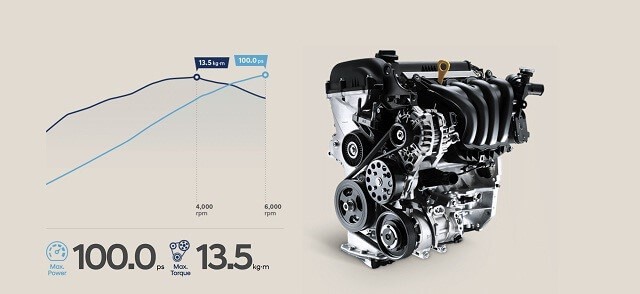 13.5 kg·m
100.0 ps
4,000
rpm
6,000
rpm
Max.
Power
100.0 ps
Max.
Torque
13.5 kg·m